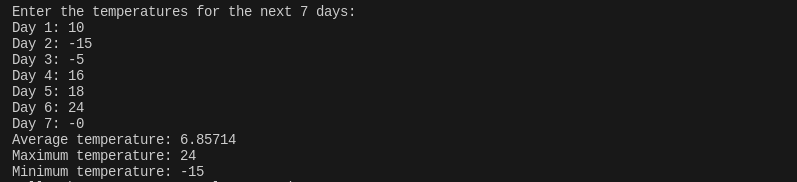 Enter the temperatures for the next 7 days:
Day 1: 10
Day 2: -15
Day 3: -5
Day 4: 16
Day 5: 18
Day 6: 24
Day 7: -0
Average temperature: 6.85714
Maximum temperature: 24
Minimum temperature: -15